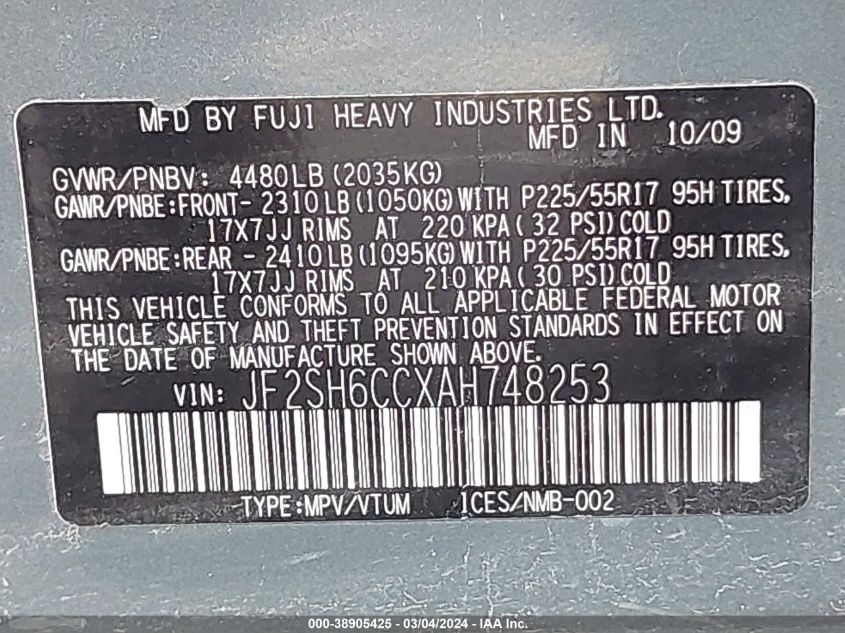 MFD BY FUJI HEAVY INDUSTRIES LTD.
MFD IN 10/09
GVWR/PNBV: 4480LB(2035KG)
GAWR/PNBE:FRONT- 2310LB(1050KG)WITH P225/55R17 95H TIRES,
17X7JJ RIMS AT 220 KPA(32 PSI)COLD
GAWR/PNBE:REAR - 2410LB(1095KG)WITH P225/55R17 95H TIRES,
17X7JJ RIMS AT 210 KPA(30 PSI)COLD
THIS VEHICLE CONFORMS TO ALL APPLICABLE FEDERAL MOTOR
VEHICLE SAFETY AND THEFT PREVENTION STANDARDS IN EFFECT ON
THE DATE OF MANUFACTURE SHOWN ABOVE.
VIN: JF2SH6CCXAH748253
TYPE:MPV/VTUM ICES/NMB-002
000-38905425 - 03/04/2024 - IAA Inc.